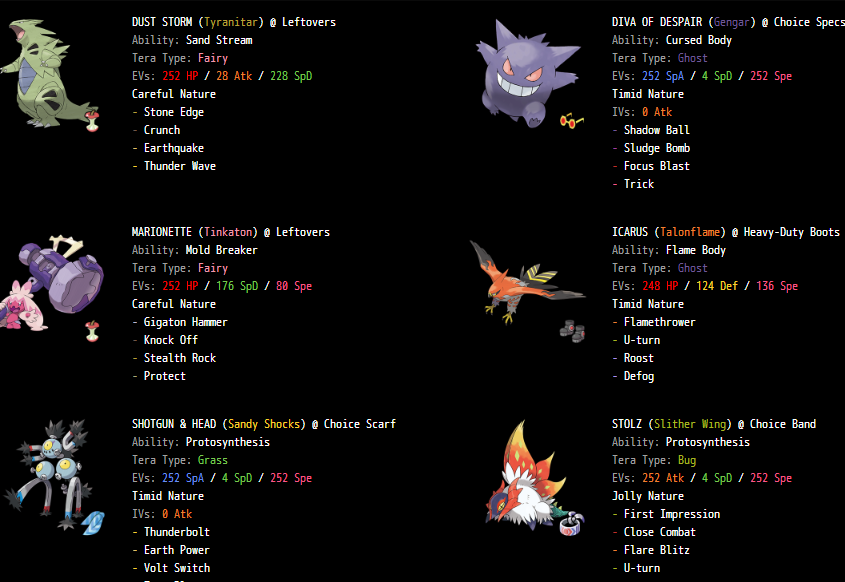 DUST STORM (Tyranitar) @ Leftovers
Ability: Sand Stream
Tera Type: Fairy
EVs: 252 HP / 28 Atk / 228 SpD
Careful Nature
- Stone Edge
- Crunch
- Earthquake
- Thunder Wave
DIVA OF DESPAIR (Gengar) @ Choice Specs
Ability: Cursed Body
Tera Type: Ghost
EVs: 252 SpA / 4 SpD / 252 Spe
Timid Nature
IVs: 0 Atk
- Shadow Ball
- Sludge Bomb
- Focus Blast
- Trick
MARIONETTE (Tinkaton) @ Leftovers
Ability: Mold Breaker
Tera Type: Fairy
EVs: 252 HP / 176 SpD / 80 Spe
Careful Nature
- Gigaton Hammer
- Knock Off
- Stealth Rock
- Protect
ICARUS (Talonflame) @ Heavy-Duty Boots
Ability: Flame Body
Tera Type: Ghost
EVs: 248 HP / 124 Def / 136 Spe
Timid Nature
- Flamethrower
- U-turn
- Roost
- Defog
SHOTGUN & HEAD (Sandy Shocks) @ Choice Scarf
Ability: Protosynthesis
Tera Type: Grass
EVs: 252 SpA / 4 SpD / 252 Spe
Timid Nature
IVs: 0 Atk
- Thunderbolt
- Earth Power
- Volt Switch
STOLZ (Slither Wing) @ Choice Band
Ability: Protosynthesis
Tera Type: Bug
EVs: 252 Atk / 4 SpD / 252 Spe
Jolly Nature
- First Impression
- Close Combat
- Flare Blitz
- U-turn